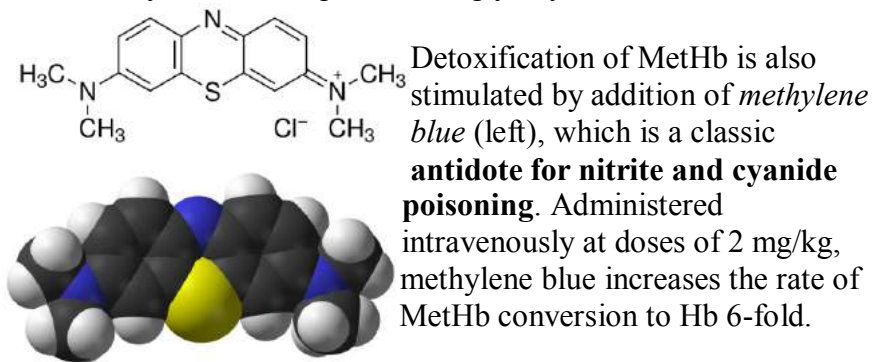 N
H₃C
N
CH₃
S
N⁺
CH₃
CH₃
Cl⁻
Detoxification of MetHb is also
stimulated by addition of methylene
blue (left), which is a classic
antidote for nitrite and cyanide
poisoning. Administered
intravenously at doses of 2 mg/kg,
methylene blue increases the rate of
MetHb conversion to Hb 6-fold.